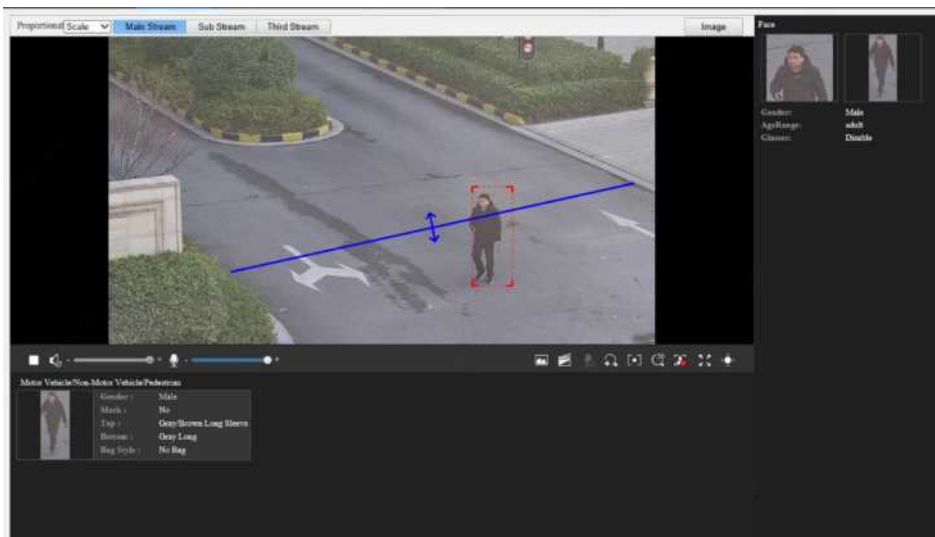 Proportional Scale Main Stream Sub Stream Third Stream Image
Face
Gender: Male
AgeRange: adult
Glasses: Disable
Motor Vehicle/Non-Motor Vehicle/Pedestrian
Gender : Male
Mask : No
Top : Gray/Brown Long Sleeve
Bottom : Gray Long
Bag Style : No Bag